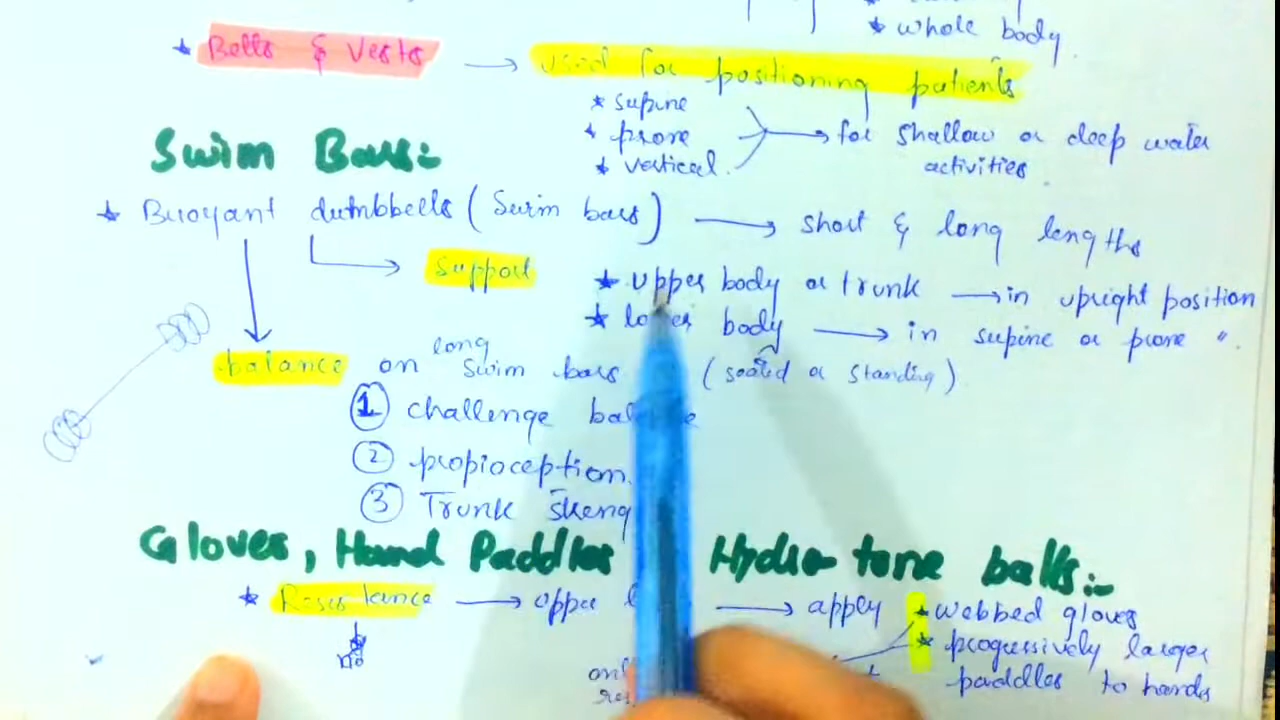 * whole body
* Belts & Vests → used for positioning patients
* supine
* prone → for shallow or deep water
* vertical. activities.
Swim Bars:-
* Buoyant dumbbells (Swim bars) → short & long lengths
support * upper body or trunk → in upright position
* lower body → in supine or prone ".
balance on long swim bars (seated or standing)
① challenge
② propioception.
③ Trunk
Gloves, Hand Paddles Hydro-tone balls:-
* Resistance → upper → apply * webbed gloves
* progressively larger
paddles to hands